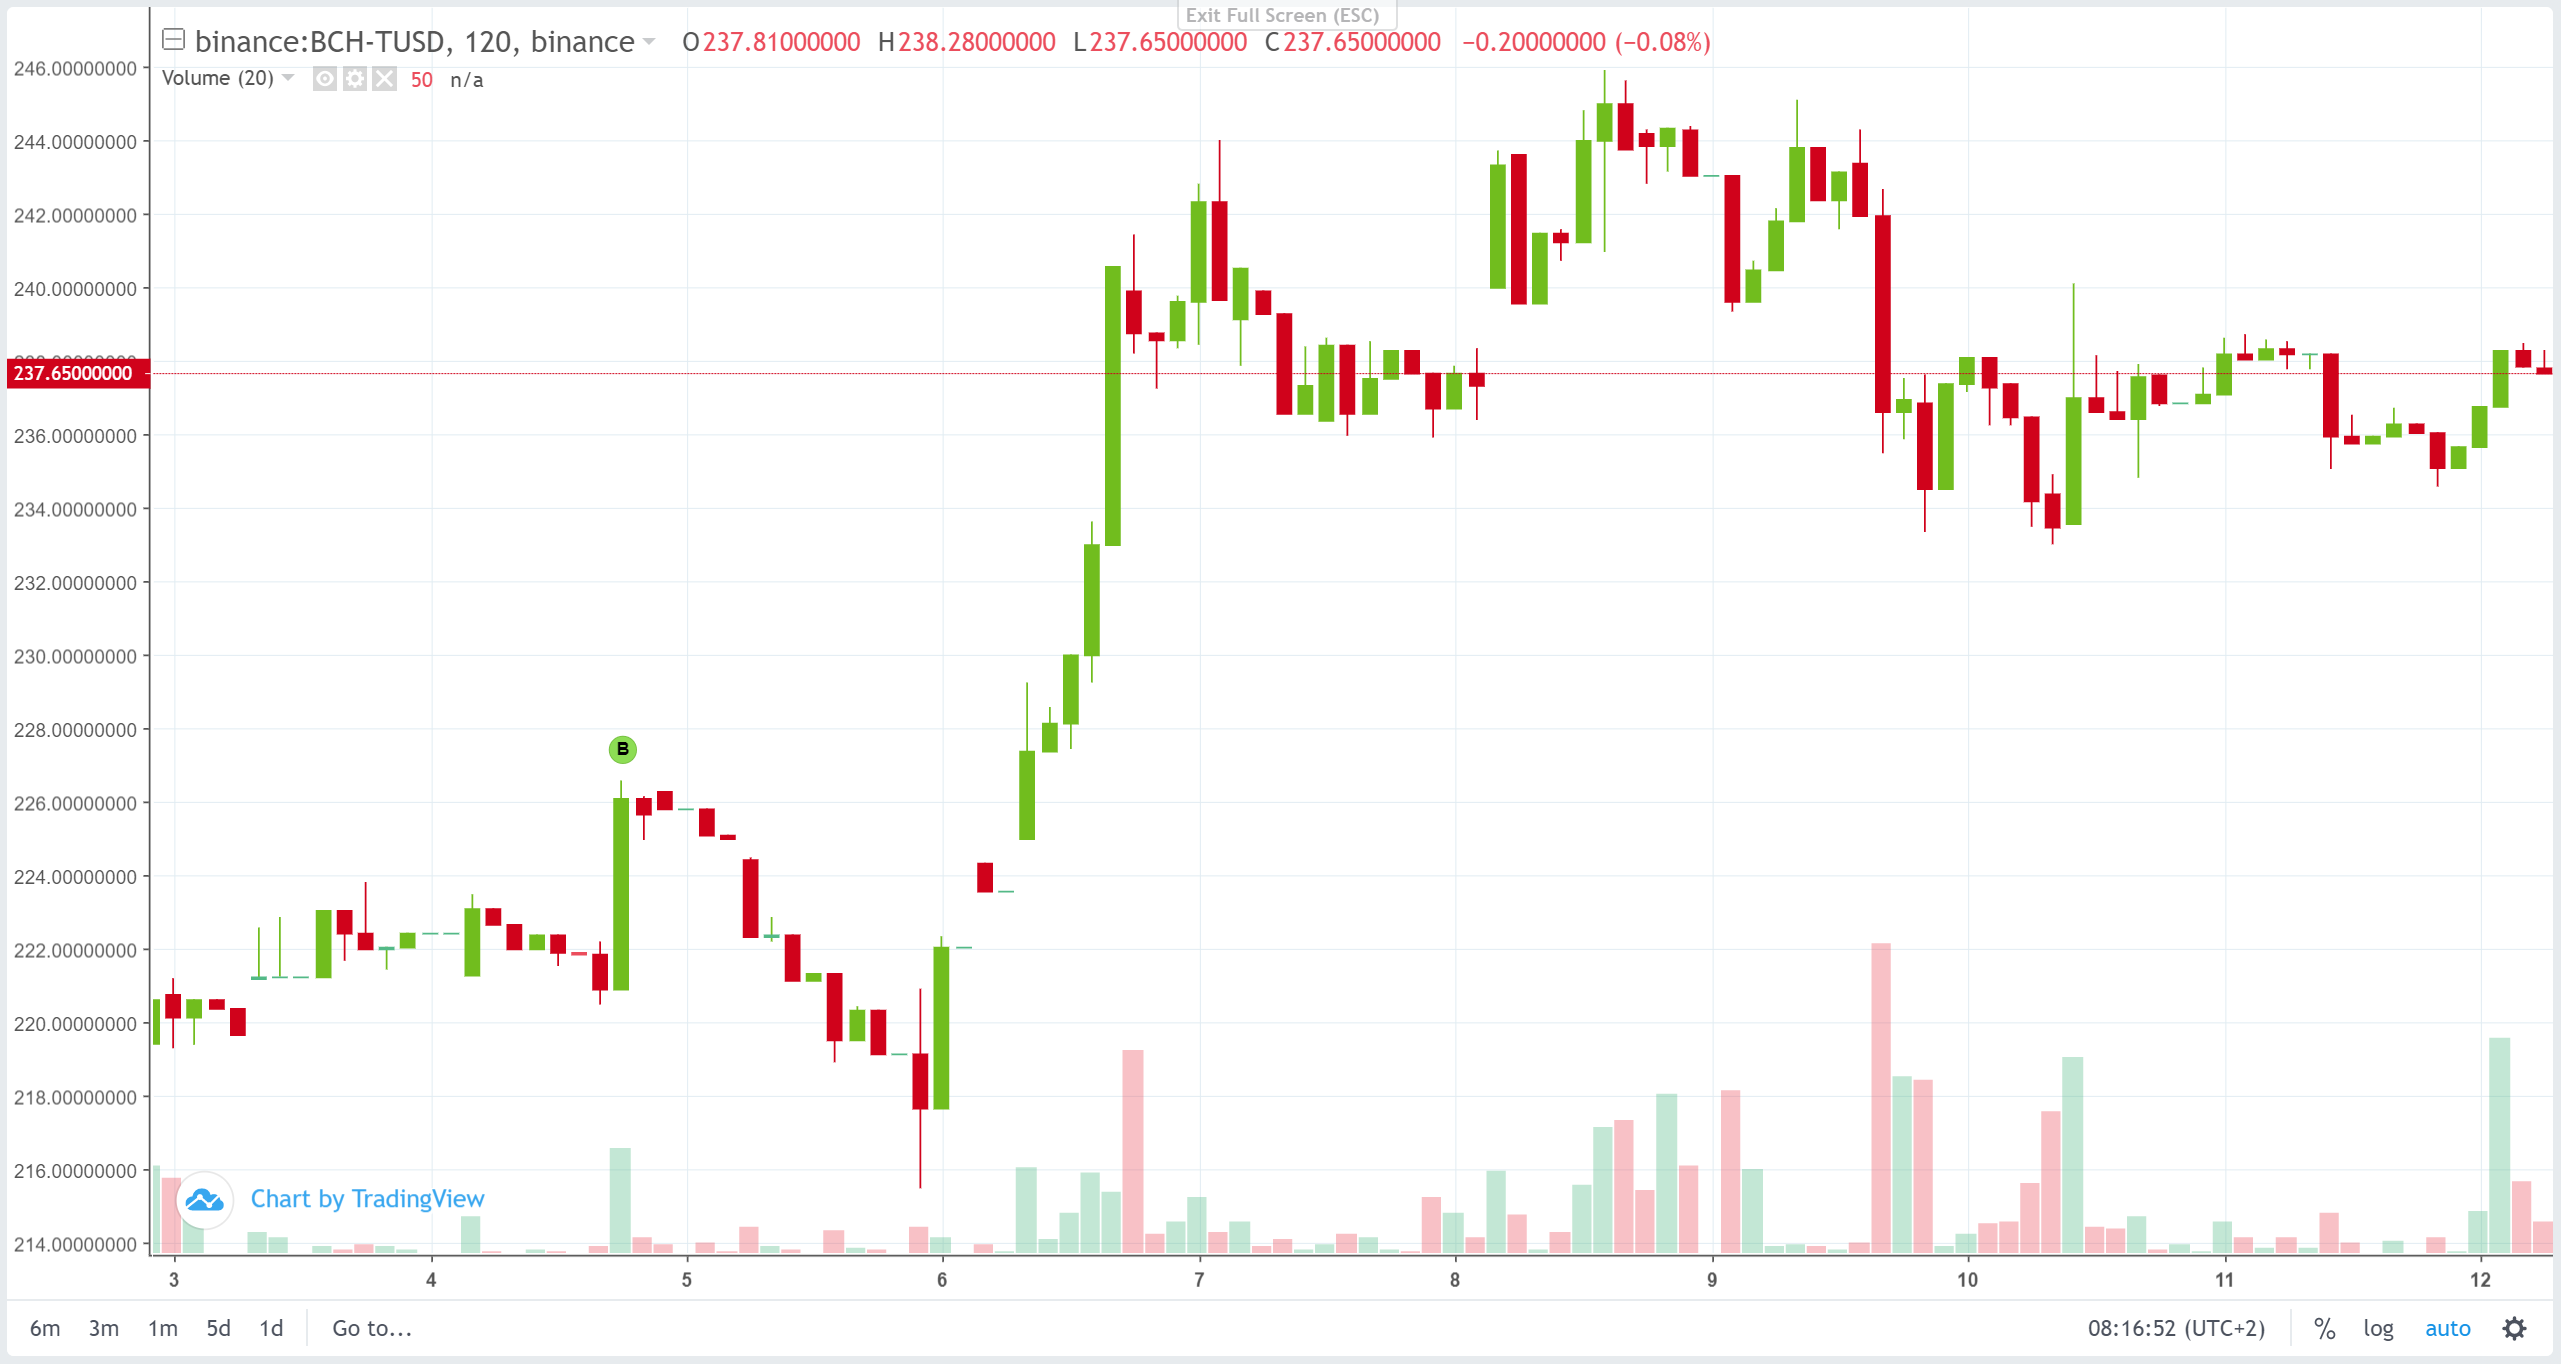 Exit Full Screen (ESC)
binance:BCH-TUSD, 120, binance O237.81000000 H238.28000000 L237.65000000 C237.65000000 −0.20000000 (−0.08%)
Volume (20) 50 n/a
246.00000000
244.00000000
242.00000000
240.00000000
238.00000000
237.65000000
236.00000000
234.00000000
232.00000000
230.00000000
228.00000000
B
226.00000000
224.00000000
222.00000000
220.00000000
218.00000000
216.00000000
Chart by TradingView
214.00000000
3 4 5 6 7 8 9 10 11 12
6m 3m 1m 5d 1d Go to... 08:16:52 (UTC+2) % log auto